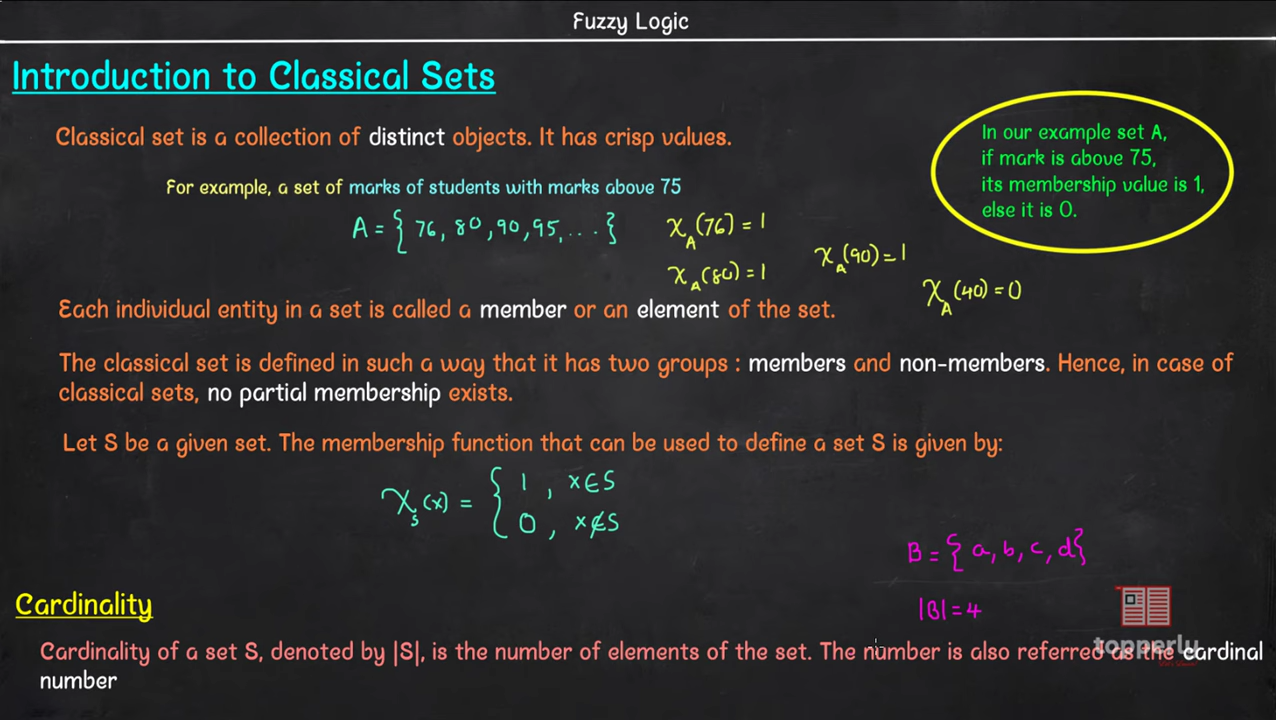 Fuzzy Logic
Introduction to Classical Sets
Classical set is a collection of distinct objects. It has crisp values.
In our example set A,
if mark is above 75,
its membership value is 1,
else it is 0.
For example, a set of marks of students with marks above 75
A = { 76, 80, 90, 95, ... }
χ_A(76) = 1
χ_A(80) = 1
χ_A(90) = 1
χ_A(40) = 0
Each individual entity in a set is called a member or an element of the set.
The classical set is defined in such a way that it has two groups : members and non-members. Hence, in case of
classical sets, no partial membership exists.
Let S be a given set. The membership function that can be used to define a set S is given by:
χ_S(x) = { 1 , x∈S
0 , x∉S
B = { a, b, c, d}
|B| = 4
Cardinality
Cardinality of a set S, denoted by |S|, is the number of elements of the set. The number is also referred as the cardinal
number
topperly